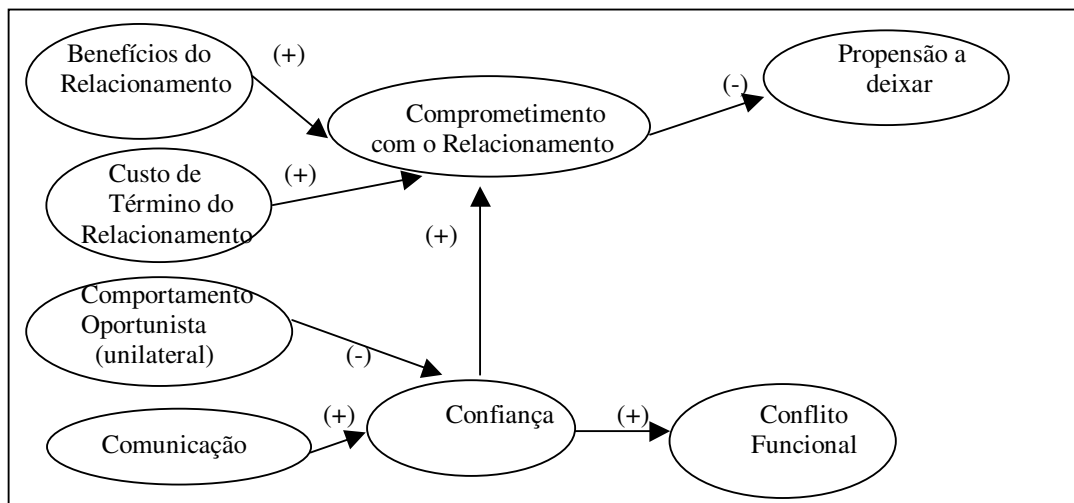 Benefícios do
Relacionamento
(+)
Propensão a
deixar
(-)
Comprometimento
com o Relacionamento
Custo de
Término do
Relacionamento
(+)
(+)
Comportamento
Oportunista
(unilateral)
(-)
Comunicação
(+)
Confiança
(+)
Conflito
Funcional